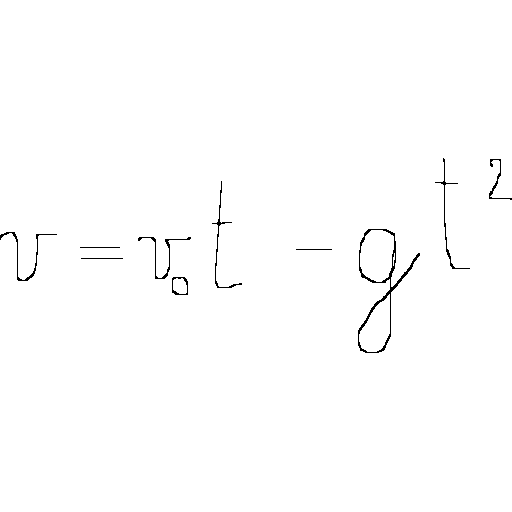 v = v₀t - gt²